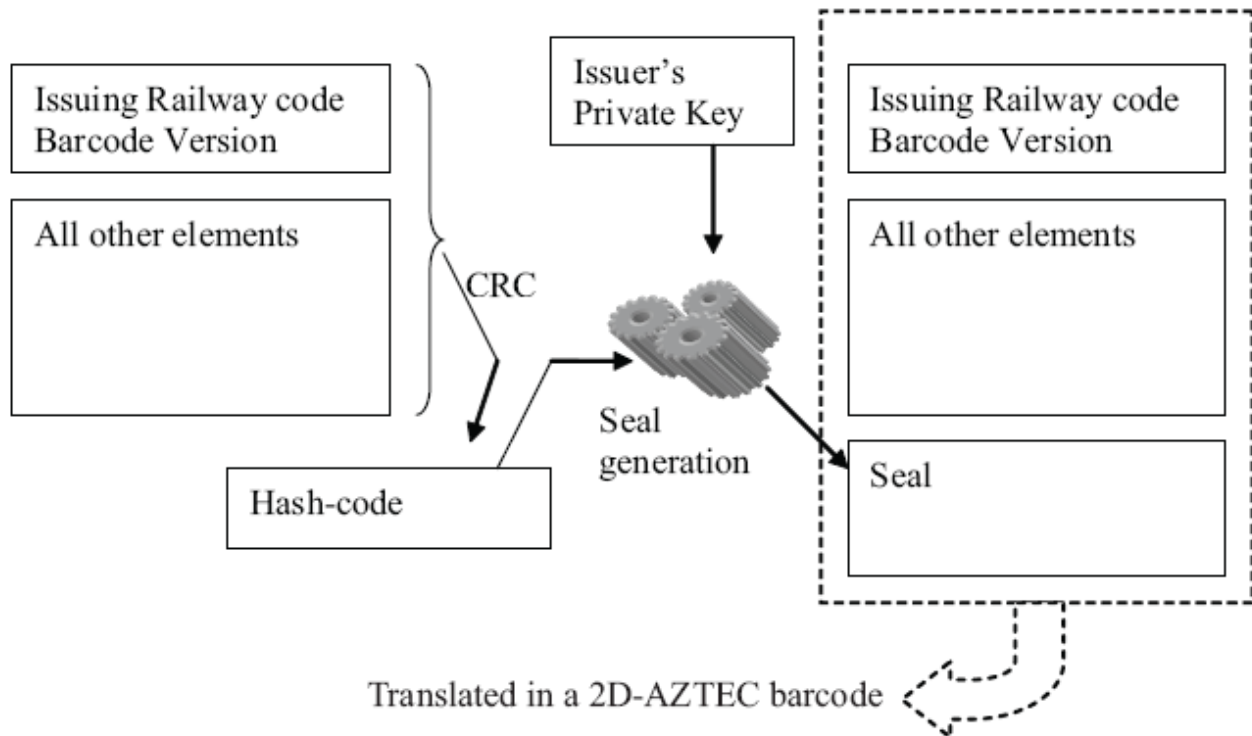 Issuing Railway code
Barcode Version
All other elements
CRC
Hash-code
Issuer’s
Private Key
Seal
generation
Issuing Railway code
Barcode Version
All other elements
Seal
Translated in a 2D-AZTEC barcode